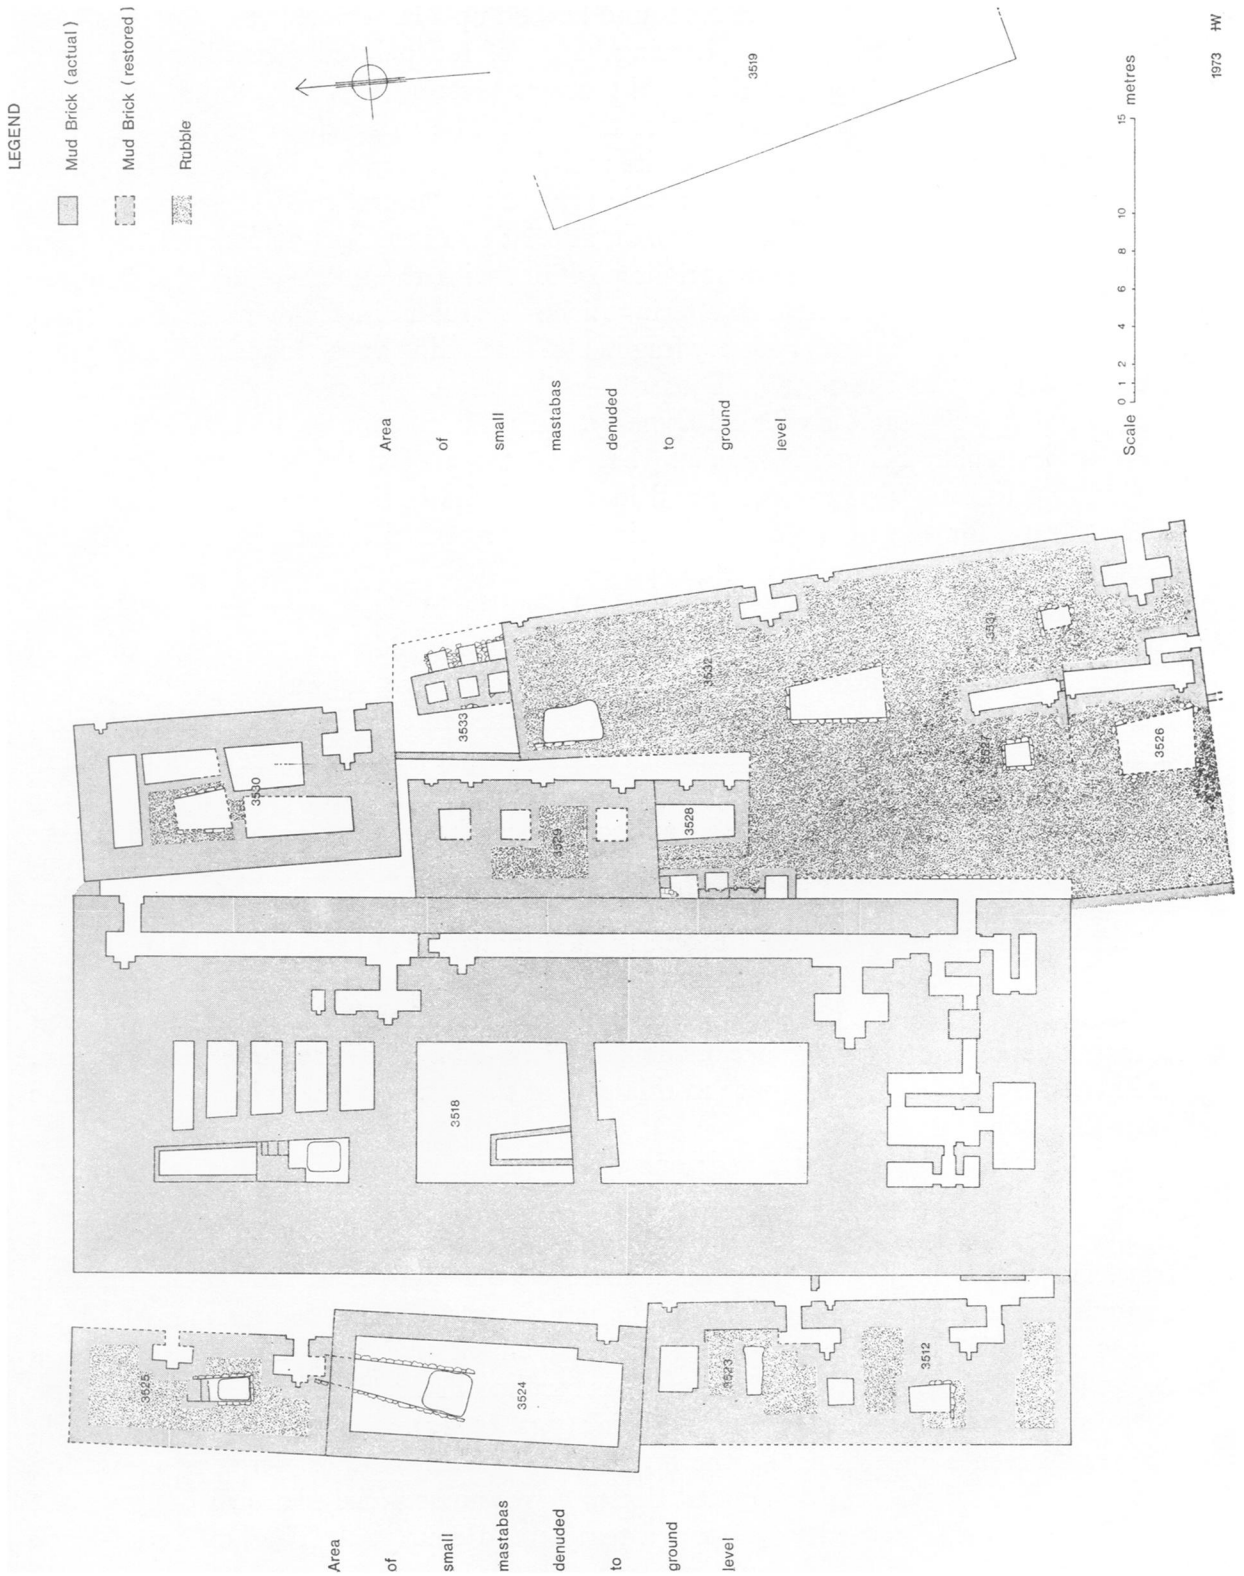 LEGEND
Mud Brick (actual)
Mud Brick (restored)
Rubble
3519
Area
of
small
mastabas
denuded
to
ground
level
Scale 0 1 2 4 6 8 10 15 metres
1973 HW
3530
3533
3532
3531
3529
3528
3527
3526
3518
3525
3524
3523
3512
Area
of
small
mastabas
denuded
to
ground
level